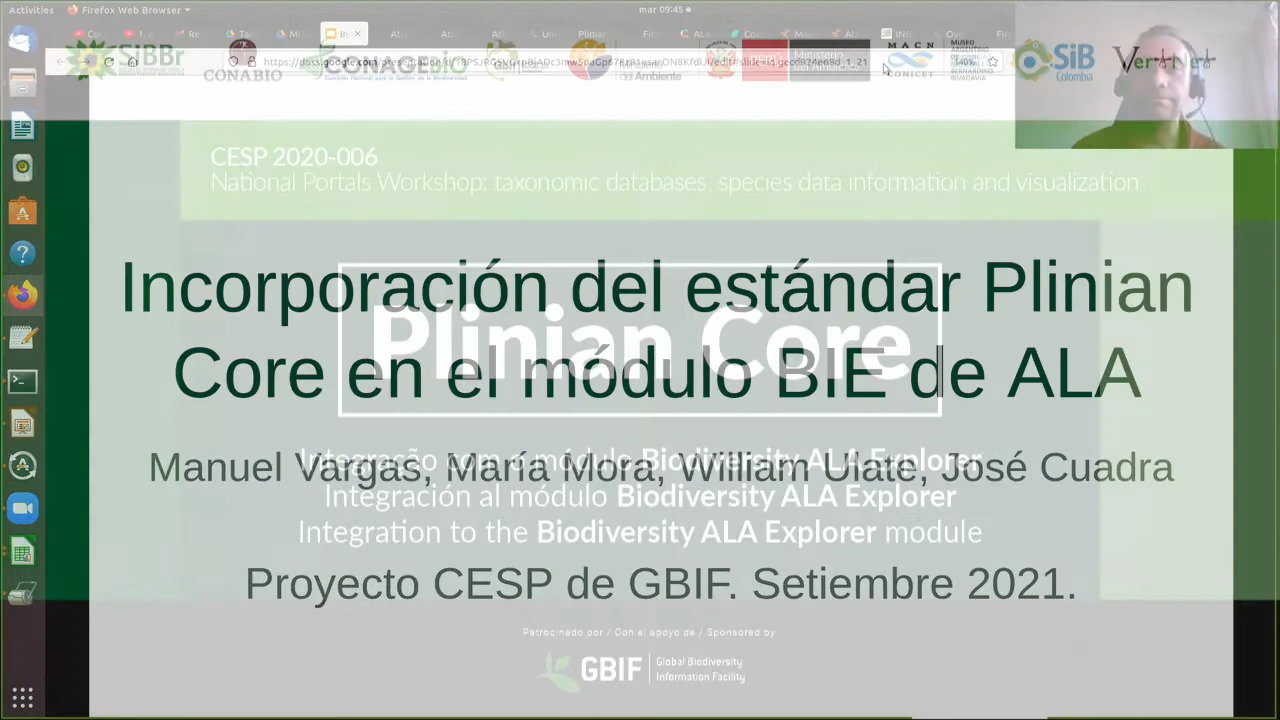 Activities
Firefox Web Browser
mar 09:45
SiBBr
CONABIO
CONAGEBIO
MACN
CONICET
MUSEO
ARGENTINO
SiB
Colombia
VertNet
CESP 2020-006
National Portals Workshop: taxonomic databases, species data information and visualization
Incorporación del estándar Plinian
Core en el módulo BIE de ALA
Plinian Core
Manuel Vargas, María Mora, William Ulate, José Cuadra
Integração com o módulo Biodiversity ALA Explorer
Integración al módulo Biodiversity ALA Explorer
Integration to the Biodiversity ALA Explorer module
Proyecto CESP de GBIF. Setiembre 2021.
Patrocinado por / Con el apoyo de / Sponsored by
GBIF
Global Biodiversity
Information Facility